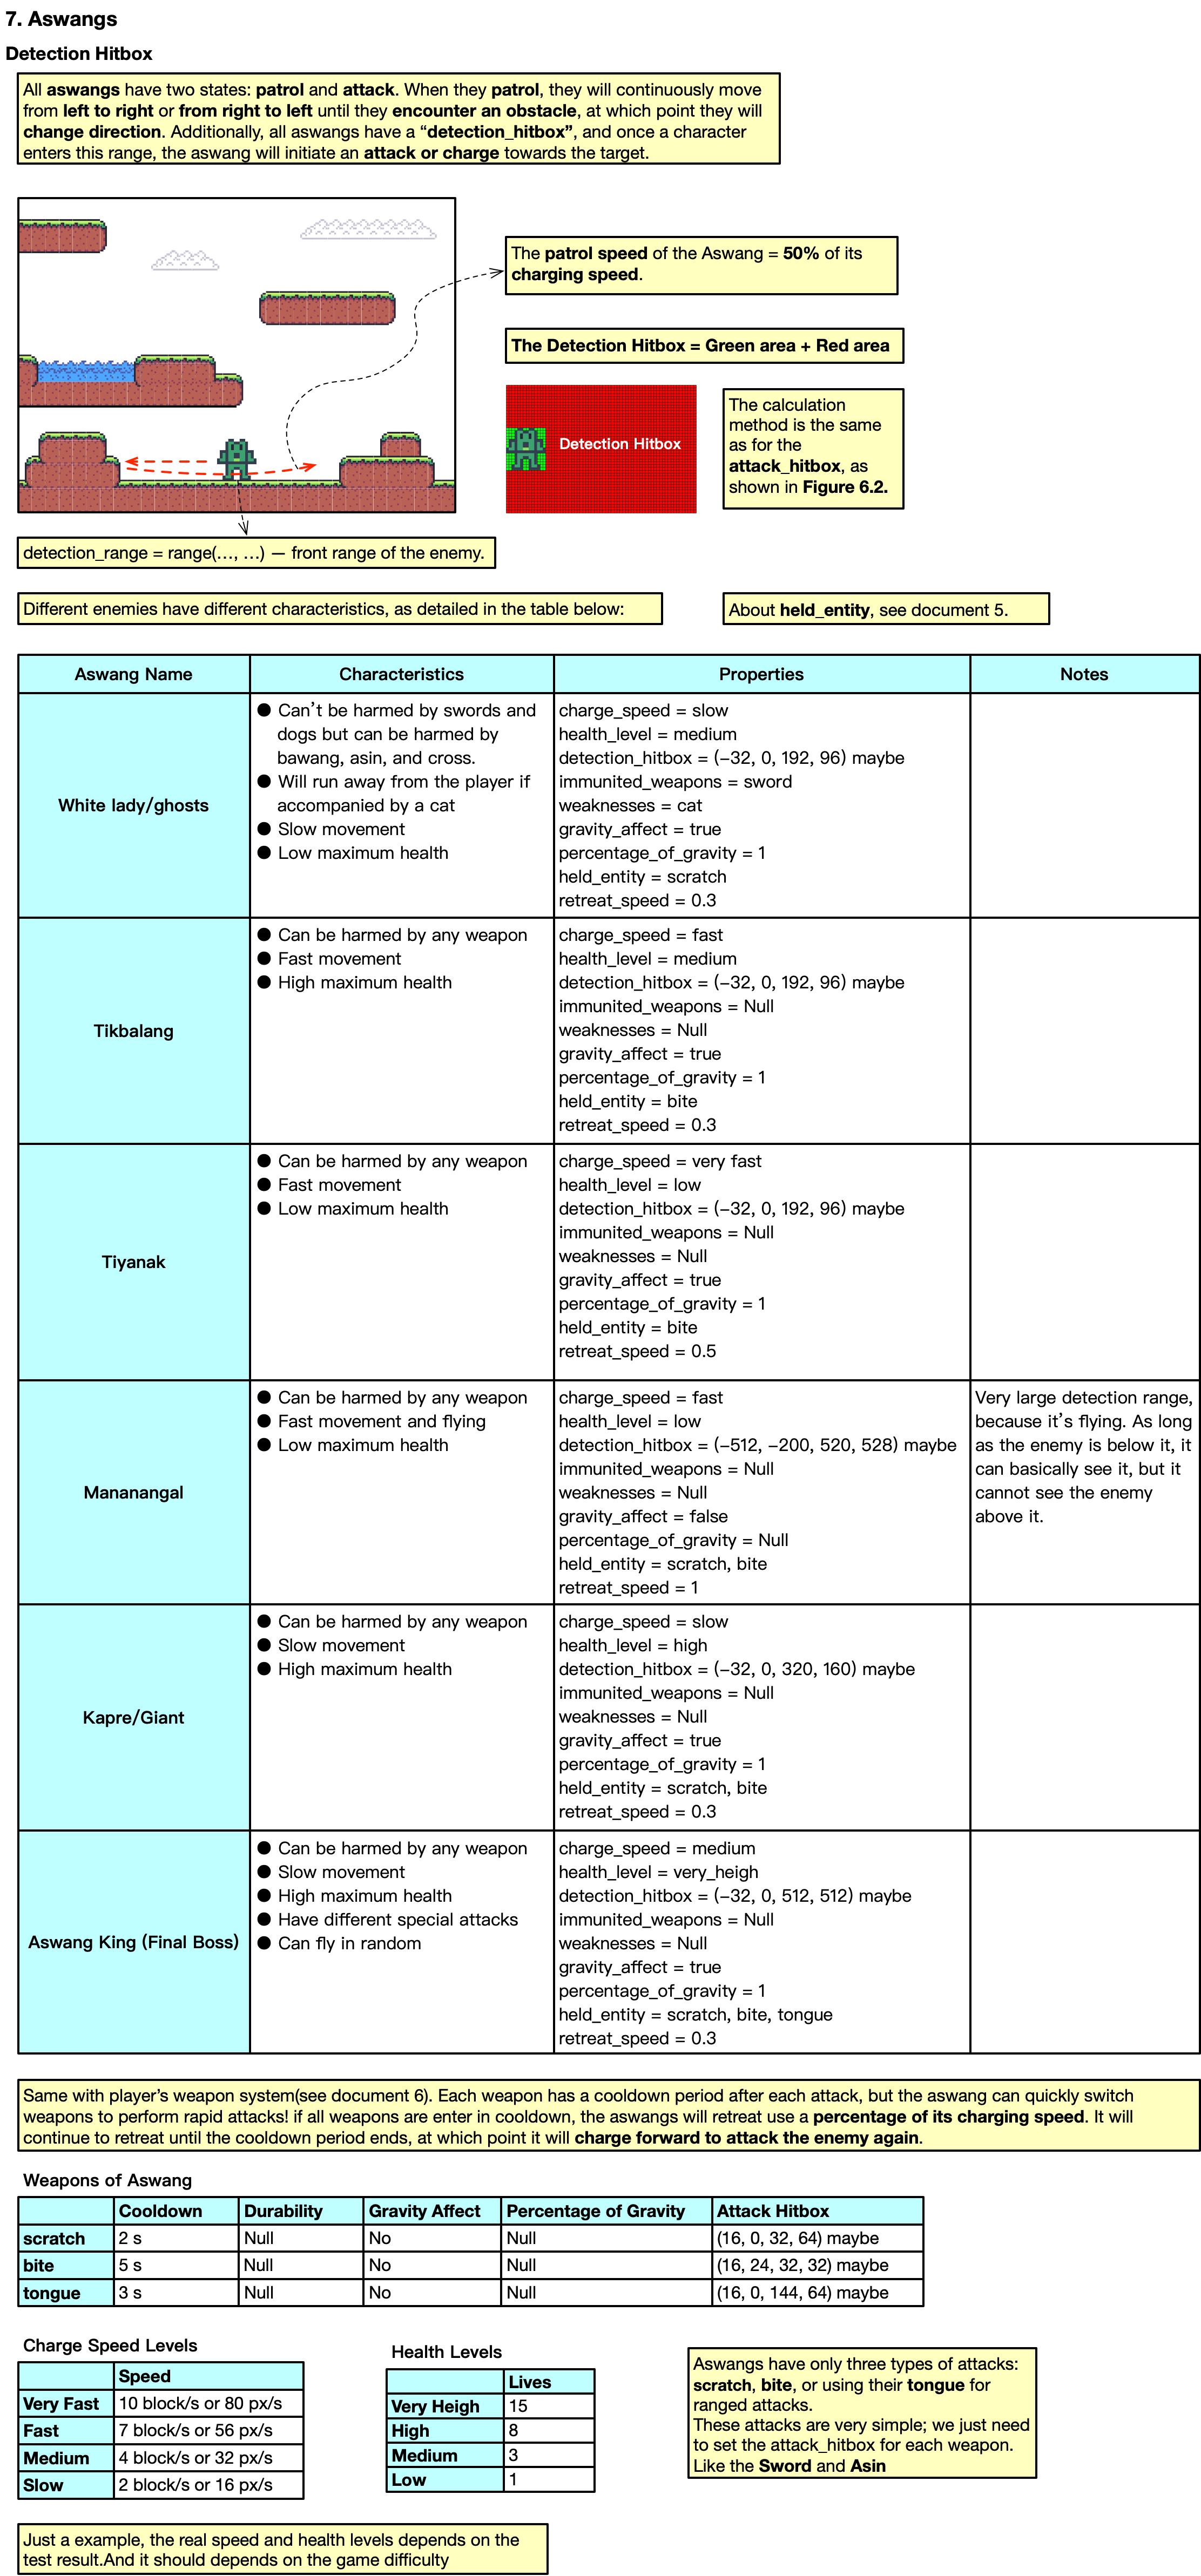 7. Aswangs
Detection Hitbox
All aswangs have two states: patrol and attack. When they patrol, they will continuously move
from left to right or from right to left until they encounter an obstacle, at which point they will
change direction. Additionally, all aswangs have a “detection_hitbox”, and once a character
enters this range, the aswang will initiate an attack or charge towards the target.
The patrol speed of the Aswang = 50% of its
charging speed.
The Detection Hitbox = Green area + Red area
Detection Hitbox
The calculation
method is the same
as for the
attack_hitbox, as
shown in Figure 6.2.
detection_range = range(..., ...) — front range of the enemy.
Different enemies have different characteristics, as detailed in the table below:
About held_entity, see document 5.
Aswang Name
Characteristics
Properties
Notes
White lady/ghosts
● Can't be harmed by swords and
dogs but can be harmed by
bawang, asin, and cross.
● Will run away from the player if
accompanied by a cat
● Slow movement
● Low maximum health
charge_speed = slow
health_level = medium
detection_hitbox = (-32, 0, 192, 96) maybe
immunited_weapons = sword
weaknesses = cat
gravity_affect = true
percentage_of_gravity = 1
held_entity = scratch
retreat_speed = 0.3
Tikbalang
● Can be harmed by any weapon
● Fast movement
● High maximum health
charge_speed = fast
health_level = medium
detection_hitbox = (-32, 0, 192, 96) maybe
immunited_weapons = Null
weaknesses = Null
gravity_affect = true
percentage_of_gravity = 1
held_entity = bite
retreat_speed = 0.3
Tiyanak
● Can be harmed by any weapon
● Fast movement
● Low maximum health
charge_speed = very fast
health_level = low
detection_hitbox = (-32, 0, 192, 96) maybe
immunited_weapons = Null
weaknesses = Null
gravity_affect = true
percentage_of_gravity = 1
held_entity = bite
retreat_speed = 0.5
Mananangal
● Can be harmed by any weapon
● Fast movement and flying
● Low maximum health
charge_speed = fast
health_level = low
detection_hitbox = (-512, -200, 520, 528) maybe
immunited_weapons = Null
weaknesses = Null
gravity_affect = false
percentage_of_gravity = Null
held_entity = scratch, bite
retreat_speed = 1
Very large detection range,
because it's flying. As long
as the enemy is below it, it
can basically see it, but it
cannot see the enemy
above it.
Kapre/Giant
● Can be harmed by any weapon
● Slow movement
● High maximum health
charge_speed = slow
health_level = high
detection_hitbox = (-32, 0, 320, 160) maybe
immunited_weapons = Null
weaknesses = Null
gravity_affect = true
percentage_of_gravity = 1
held_entity = scratch, bite
retreat_speed = 0.3
Aswang King (Final Boss)
● Can be harmed by any weapon
● Slow movement
● High maximum health
● Have different special attacks
● Can fly in random
charge_speed = medium
health_level = very_heigh
detection_hitbox = (-32, 0, 512, 512) maybe
immunited_weapons = Null
weaknesses = Null
gravity_affect = true
percentage_of_gravity = 1
held_entity = scratch, bite, tongue
retreat_speed = 0.3
Same with player's weapon system(see document 6). Each weapon has a cooldown period after each attack, but the aswang can quickly switch
weapons to perform rapid attacks! if all weapons are enter in cooldown, the aswangs will retreat use a percentage of its charging speed. It will
continue to retreat until the cooldown period ends, at which point it will charge forward to attack the enemy again.
Weapons of Aswang
Cooldown Durability Gravity Affect Percentage of Gravity Attack Hitbox
scratch 2 s Null No Null (16, 0, 32, 64) maybe
bite 5 s Null No Null (16, 24, 32, 32) maybe
tongue 3 s Null No Null (16, 0, 144, 64) maybe
Charge Speed Levels
Speed
Very Fast 10 block/s or 80 px/s
Fast 7 block/s or 56 px/s
Medium 4 block/s or 32 px/s
Slow 2 block/s or 16 px/s
Health Levels
Lives
Very Heigh 15
High 8
Medium 3
Low 1
Aswangs have only three types of attacks:
scratch, bite, or using their tongue for
ranged attacks.
These attacks are very simple; we just need
to set the attack_hitbox for each weapon.
Like the Sword and Asin
Just a example, the real speed and health levels depends on the
test result.And it should depends on the game difficulty